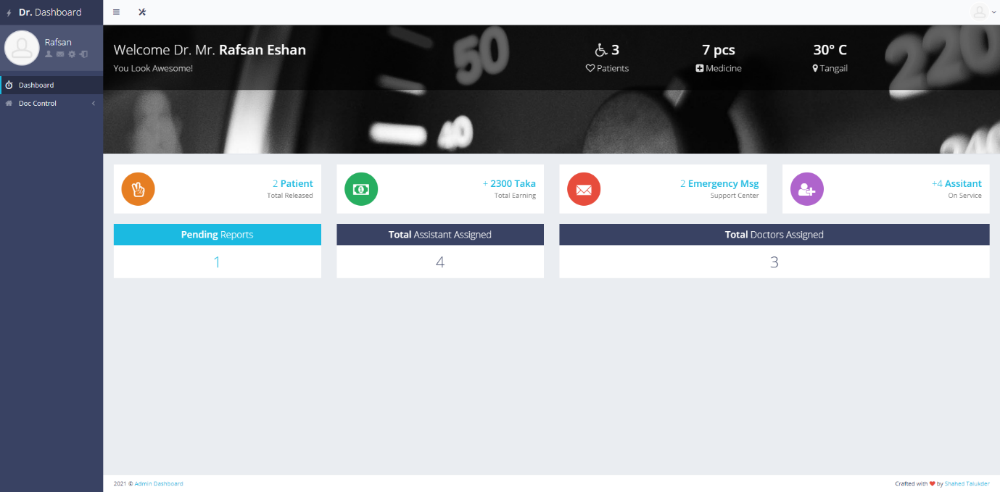 Dr. Dashboard
Rafsan
Dashboard
Doc Control
Welcome Dr. Mr. Rafsan Eshan
You Look Awesome!
3
Patients
7 pcs
Medicine
30° C
Tangail
50
40
220
2 Patient
Total Released
+ 2300 Taka
Total Earning
2 Emergency Msg
Support Center
+4 Assitant
On Service
Pending Reports
1
Total Assistant Assigned
4
Total Doctors Assigned
3
2021 © Admin Dashboard
Crafted with ❤ by Shahed Talukder